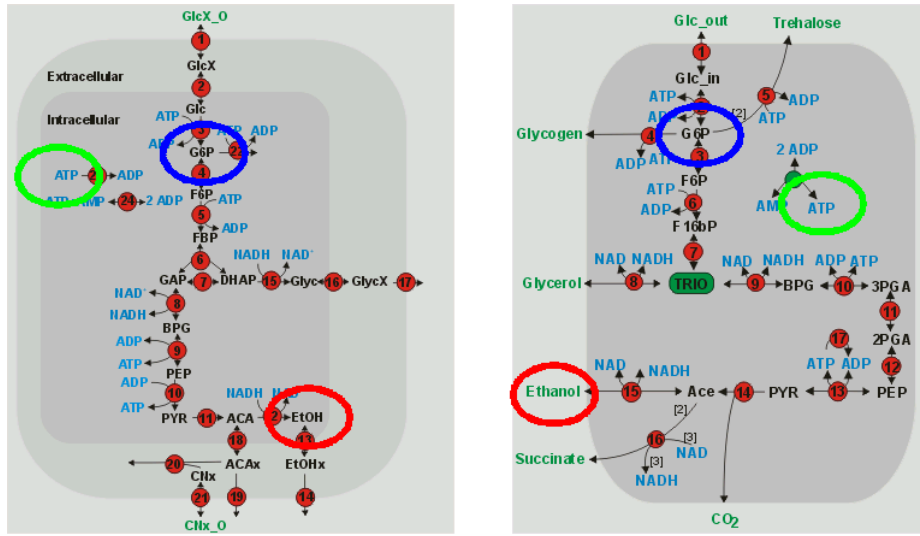 GlcX_O
1
Extracellular
GlcX
2
Intracellular
Glc
ATP
ADP
3
ATP ADP
G6P
22
ATP
ADP
4
F6P
ATP AMP 24 2 ADP
5
ATP
ADP
FBP
6
NADH NAD+
GAP 7 DHAP 15 Glyc 16 GlycX 17
NAD+
8
NADH
BPG
ADP
9
ATP
PEP
ADP
10
ATP
NADH
PYR 11 ACA 2 EtOH
18
13
20
ACAx
EtOHx
CNx
21
19
14
CNx_O
Glc_out
Trehalose
1
Glc_in
ATP
ADP
5
ADP
[2]
ATP
Glycogen
4
G6P
ADP
ATP
3
2 ADP
F6P
ATP
6
ADP
AMP
ATP
F16bP
7
NAD NADH
NAD NADH
ADP ATP
Glycerol
8
TRIO
9
BPG
10
3PGA
11
2PGA
17
12
NAD
NADH
ATP ADP
Ethanol
15
Ace
14
PYR
13
PEP
[2]
16
[3]
NAD
Succinate
[3]
NADH
CO2